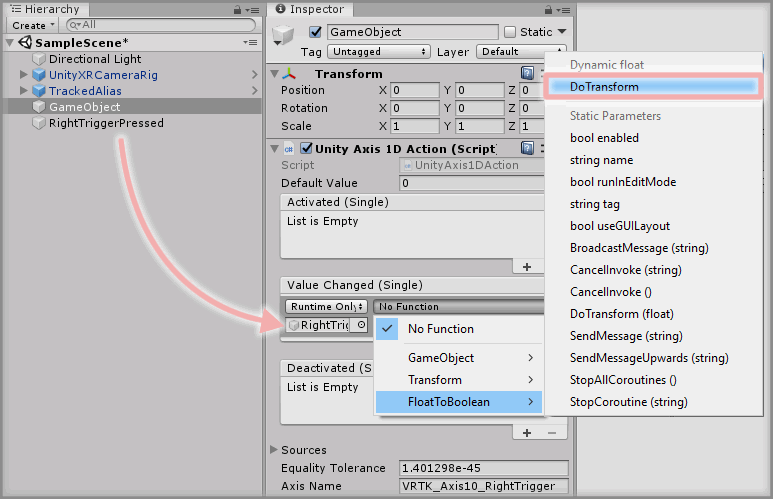 Hierarchy
Create
SampleScene*
Directional Light
UnityXRCameraRig
TrackedAlias
GameObject
RightTriggerPressed
Inspector
GameObject
Static
Tag Untagged Layer Default
Transform
Position X 0 Y 0 Z 0
Rotation X 0 Y 0 Z 0
Scale X 1 Y 1 Z 1
Unity Axis 1D Action (Script)
Script UnityAxis1DAction
Default Value 0
Activated (Single)
List is Empty
Value Changed (Single)
Runtime Only No Function
RightTrig
No Function
GameObject
Transform
FloatToBoolean
Deactivated (S
List is Empty
Sources
Equality Tolerance 1.401298e-45
Axis Name VRTK_Axis10_RightTrigger
Dynamic float
DoTransform
Static Parameters
bool enabled
string name
bool runInEditMode
string tag
bool useGUILayout
BroadcastMessage (string)
CancelInvoke (string)
CancelInvoke ()
DoTransform (float)
SendMessage (string)
SendMessageUpwards (string)
StopAllCoroutines ()
StopCoroutine (string)